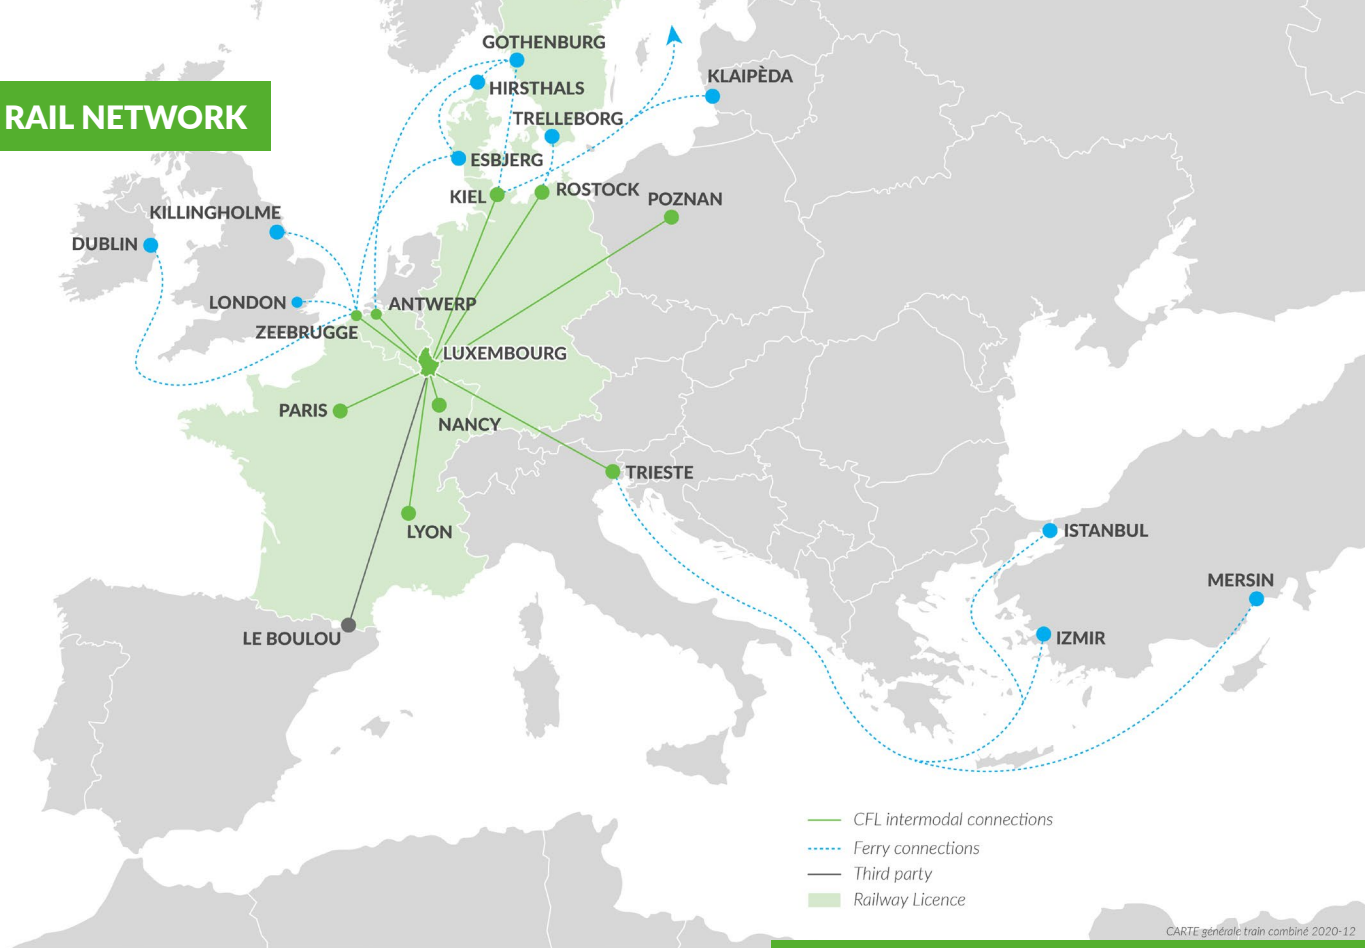 GOTHENBURG
KLAIPÈDA
HIRSTHALS
RAIL NETWORK
TRELLEBORG
ESBJERG
ROSTOCK
KIEL
POZNAN
KILLINGHOLME
DUBLIN
LONDON
ANTWERP
ZEEBRUGGE
LUXEMBOURG
PARIS
NANCY
TRIESTE
LYON
ISTANBUL
MERSIN
LE BOULOU
IZMIR
CFL intermodal connections
Ferry connections
Third party
Railway Licence
CARTE générale train combiné 2020-12